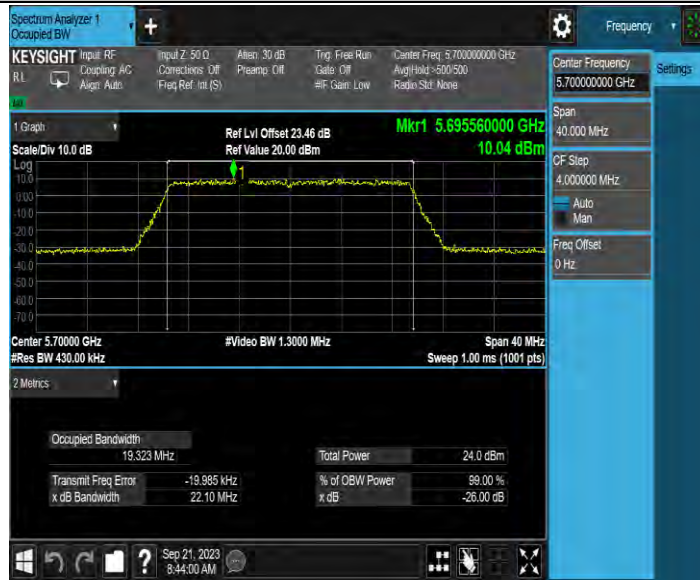 Spectrum Analyzer 1
Occupied BW
+
Frequency
KEYSIGHT
RL
Input: RF
Coupling: AC
Align: Auto
Input Z: 50 Ω
Corrections: Off
Freq Ref: Int (S)
Atten: 30 dB
Preamp: Off
Trig: Free Run
Gate: Off
#IF Gain: Low
Center Freq: 5.700000000 GHz
Avg|Hold: >500/500
Radio Std: None
Center Frequency
5.700000000 GHz
Settings
Span
40.000 MHz
CF Step
4.000000 MHz
Auto
Man
Freq Offset
0 Hz
1 Graph
Scale/Div 10.0 dB
Ref Lvl Offset 23.46 dB
Ref Value 20.00 dBm
Mkr1 5.695560000 GHz
10.04 dBm
Log
10.0
0.00
-10.0
-20.0
-30.0
-40.0
-50.0
-60.0
-70.0
1
Center 5.70000 GHz
#Res BW 430.00 kHz
#Video BW 1.3000 MHz
Span 40 MHz
Sweep 1.00 ms (1001 pts)
2 Metrics
Occupied Bandwidth
19.323 MHz
Total Power 24.0 dBm
Transmit Freq Error -19.985 kHz
% of OBW Power 99.00 %
x dB Bandwidth 22.10 MHz
x dB -26.00 dB
?
Sep 21, 2023
8:44:00 AM